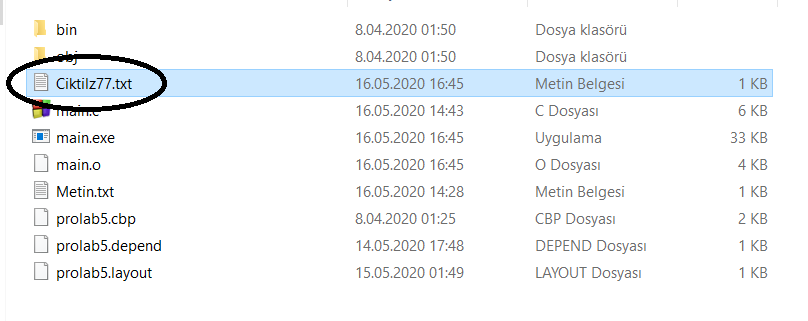 bin 8.04.2020 01:50 Dosya klasörü
obj 8.04.2020 01:50 Dosya klasörü
Ciktilz77.txt 16.05.2020 16:45 Metin Belgesi 1 KB
main.c 16.05.2020 14:43 C Dosyası 6 KB
main.exe 16.05.2020 16:45 Uygulama 33 KB
main.o 16.05.2020 16:45 O Dosyası 4 KB
Metin.txt 16.05.2020 14:28 Metin Belgesi 1 KB
prolab5.cbp 8.04.2020 01:25 CBP Dosyası 2 KB
prolab5.depend 14.05.2020 17:48 DEPEND Dosyası 1 KB
prolab5.layout 15.05.2020 01:49 LAYOUT Dosyası 1 KB